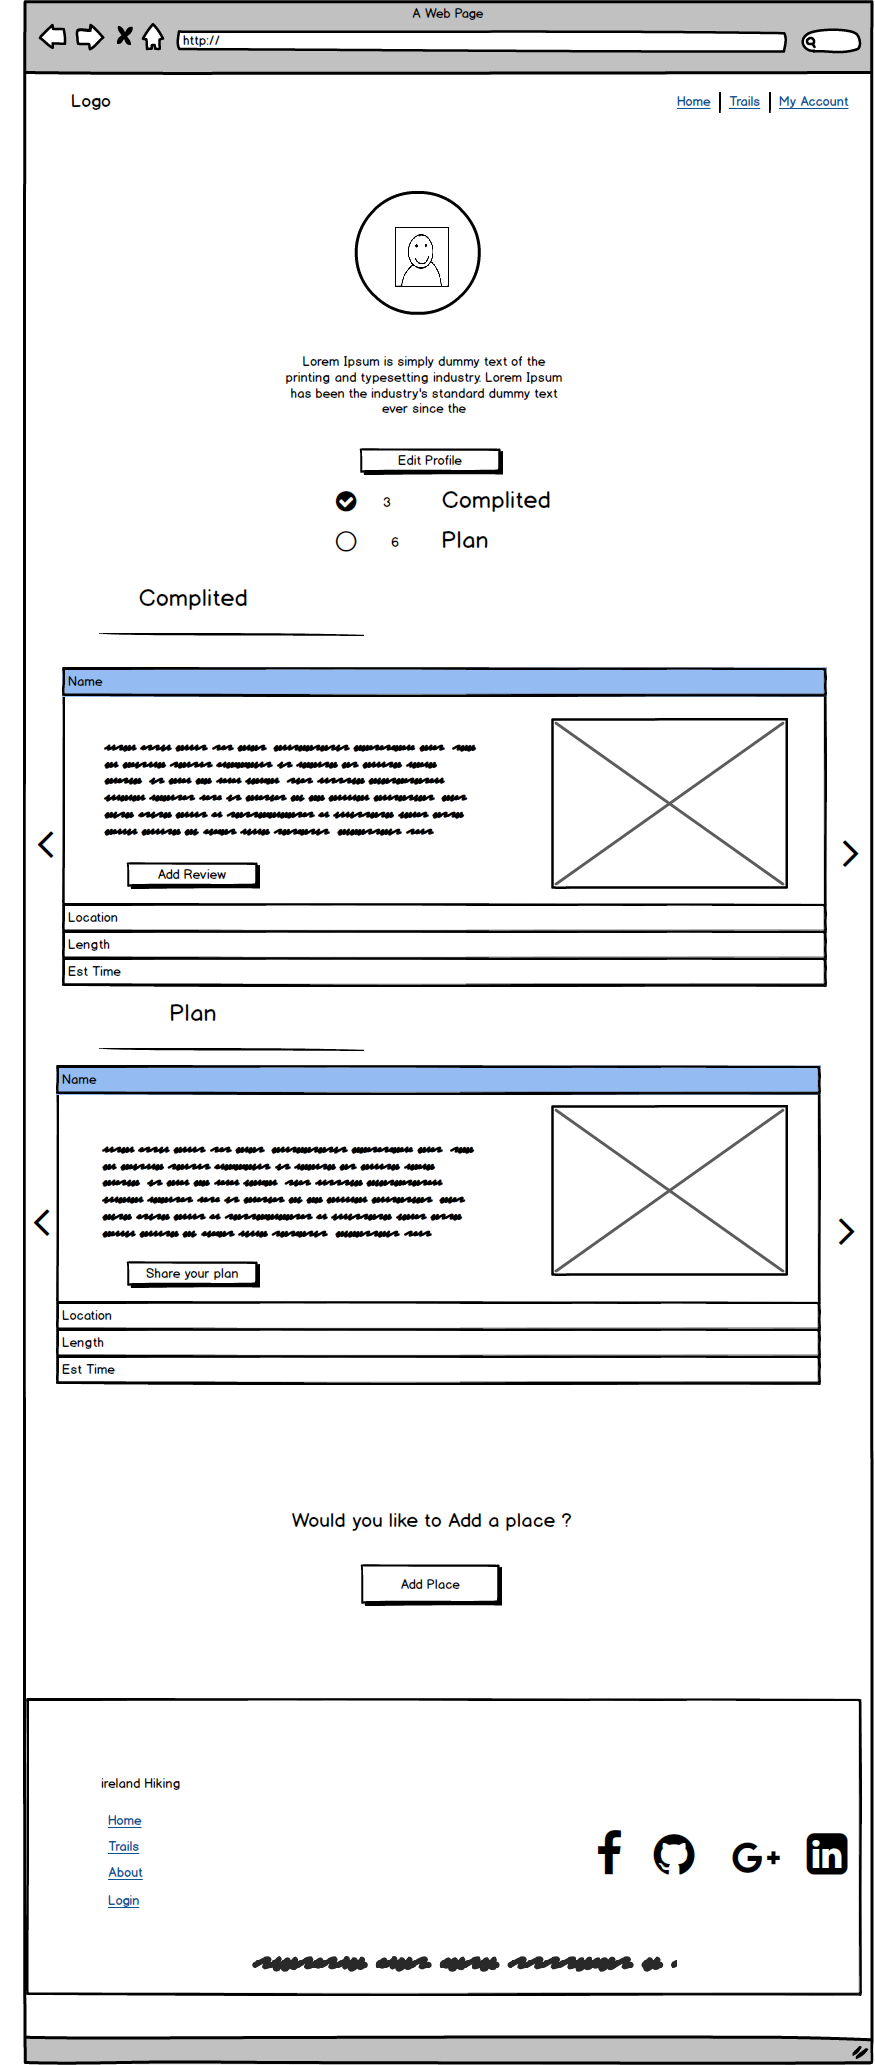 A Web Page
http://
Logo
Home
Trails
My Account
Lorem Ipsum is simply dummy text of the
printing and typesetting industry. Lorem Ipsum
has been the industry's standard dummy text
ever since the
Edit Profile
3 Complited
6 Plan
Complited
Name
Add Review
Location
Length
Est Time
Plan
Name
Share your plan
Location
Length
Est Time
Would you like to Add a place ?
Add Place
ireland Hiking
Home
Trails
About
Login
f G+ in